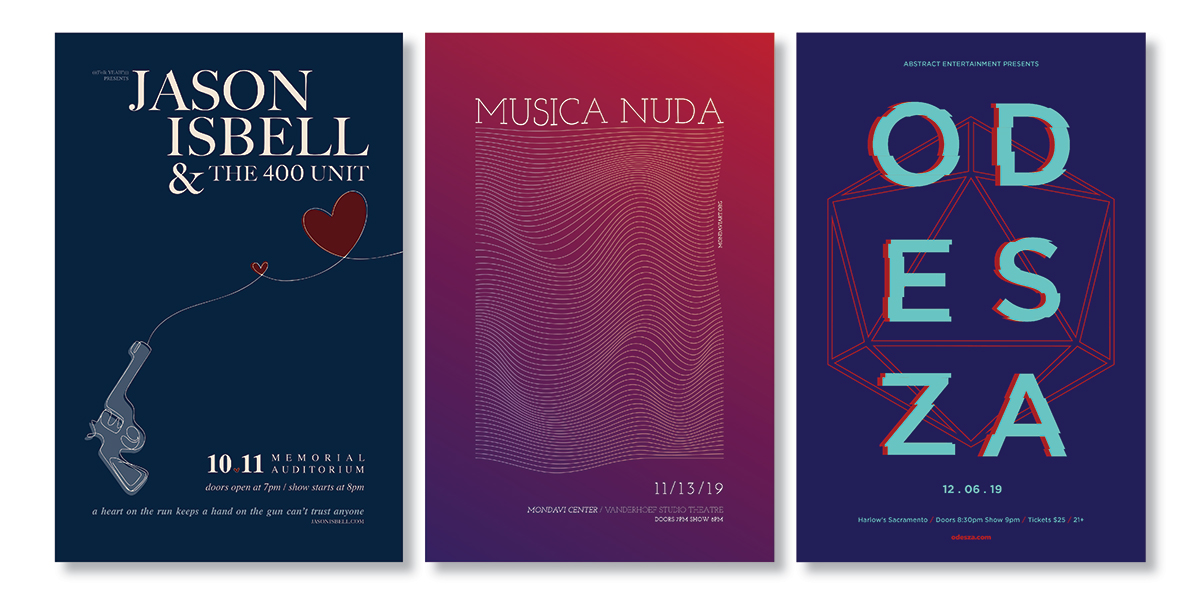 PRESENTS
JASON
ISBELL
& THE 400 UNIT
10.11 MEMORIAL
AUDITORIUM
doors open at 7pm / show starts at 8pm
a heart on the run keeps a hand on the gun can't trust anyone
JASONISBELL.COM
MUSICA NUDA
MONDAVIART.ORG
11/13/19
MONDAVI CENTER / VANDERHOEF STUDIO THEATRE
DOORS 7PM SHOW 8PM
ABSTRACT ENTERTAINMENT PRESENTS
OD
ES
ZA
12 . 06 . 19
Harlow's Sacramento / Doors 8:30pm Show 9pm / Tickets $25 / 21+
odesza.com